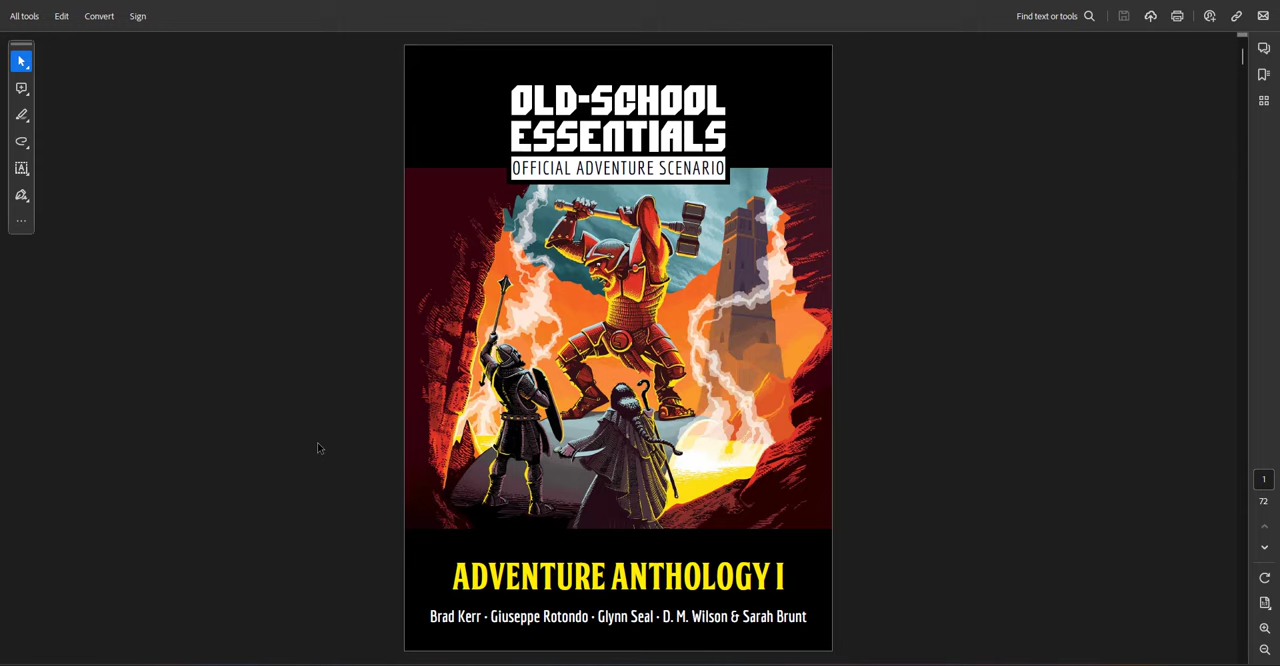 All tools Edit Convert Sign
Find text or tools
OLD-SCHOOL
ESSENTIALS
OFFICIAL ADVENTURE SCENARIO
ADVENTURE ANTHOLOGY I
Brad Kerr · Giuseppe Rotondo · Glynn Seal · D. M. Wilson & Sarah Brunt
1
72